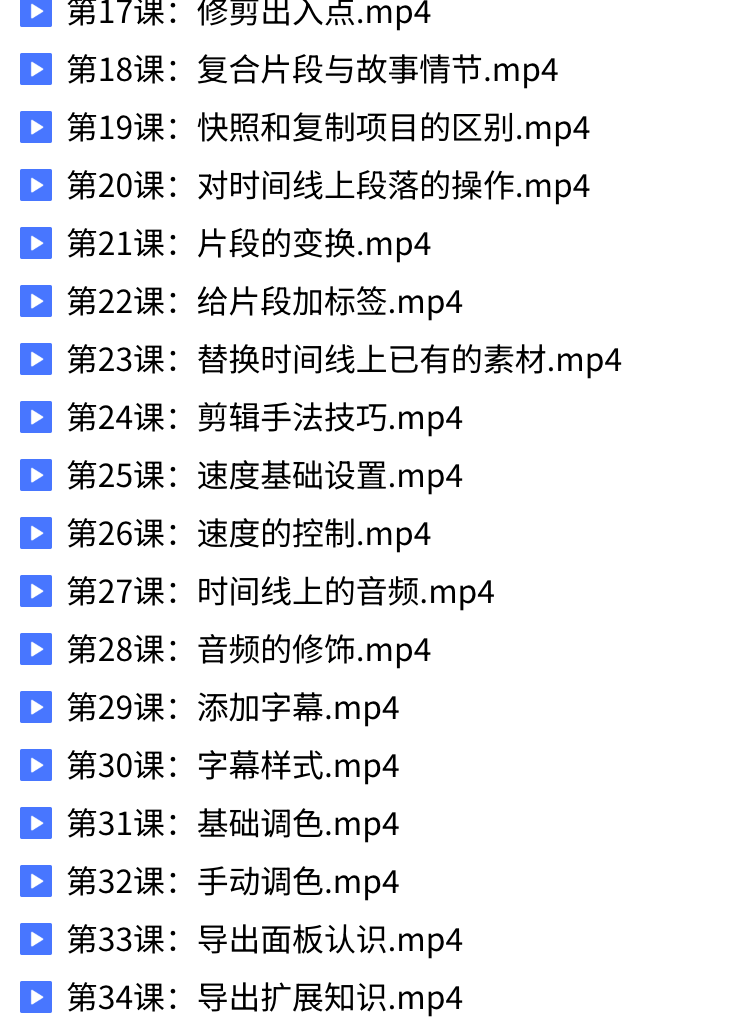 第17课：修剪出入点.mp4
第18课：复合片段与故事情节.mp4
第19课：快照和复制项目的区别.mp4
第20课：对时间线上段落的操作.mp4
第21课：片段的变换.mp4
第22课：给片段加标签.mp4
第23课：替换时间线上已有的素材.mp4
第24课：剪辑手法技巧.mp4
第25课：速度基础设置.mp4
第26课：速度的控制.mp4
第27课：时间线上的音频.mp4
第28课：音频的修饰.mp4
第29课：添加字幕.mp4
第30课：字幕样式.mp4
第31课：基础调色.mp4
第32课：手动调色.mp4
第33课：导出面板认识.mp4
第34课：导出扩展知识.mp4